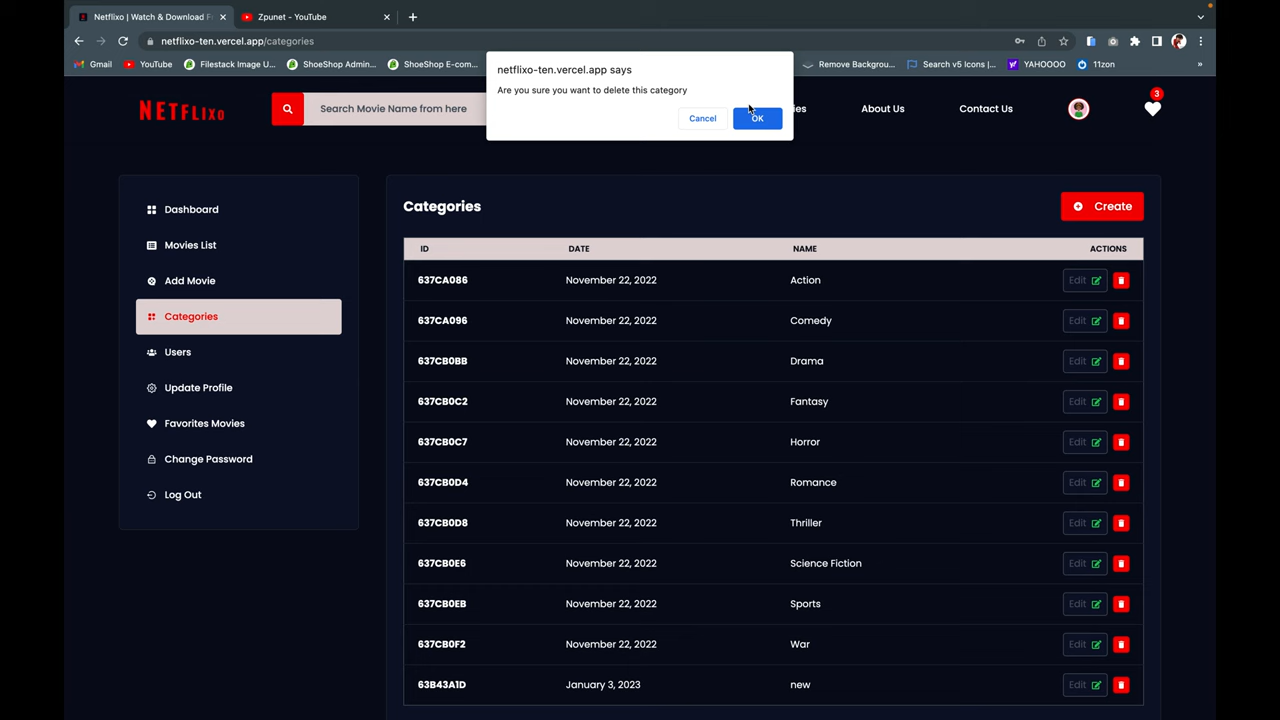 Netflixo | Watch & Download F
Zpunet - YouTube
netflixo-ten.vercel.app/categories
Gmail
YouTube
Filestack Image U...
ShoeShop Admin...
ShoeShop E-com...
Remove Backgrou...
Search v5 Icons |...
YAHOOOO
11zon
»
netflixo-ten.vercel.app says
Are you sure you want to delete this category
Cancel
OK
NETFLIXO
Search Movie Name from here
ies
About Us
Contact Us
3
Dashboard
Movies List
Add Movie
Categories
Users
Update Profile
Favorites Movies
Change Password
Log Out
Categories
Create
ID DATE NAME ACTIONS
637CA086 November 22, 2022 Action Edit
637CA096 November 22, 2022 Comedy Edit
637CB0BB November 22, 2022 Drama Edit
637CB0C2 November 22, 2022 Fantasy Edit
637CB0C7 November 22, 2022 Horror Edit
637CB0D4 November 22, 2022 Romance Edit
637CB0D8 November 22, 2022 Thriller Edit
637CB0E6 November 22, 2022 Science Fiction Edit
637CB0EB November 22, 2022 Sports Edit
637CB0F2 November 22, 2022 War Edit
63B43A1D January 3, 2023 new Edit